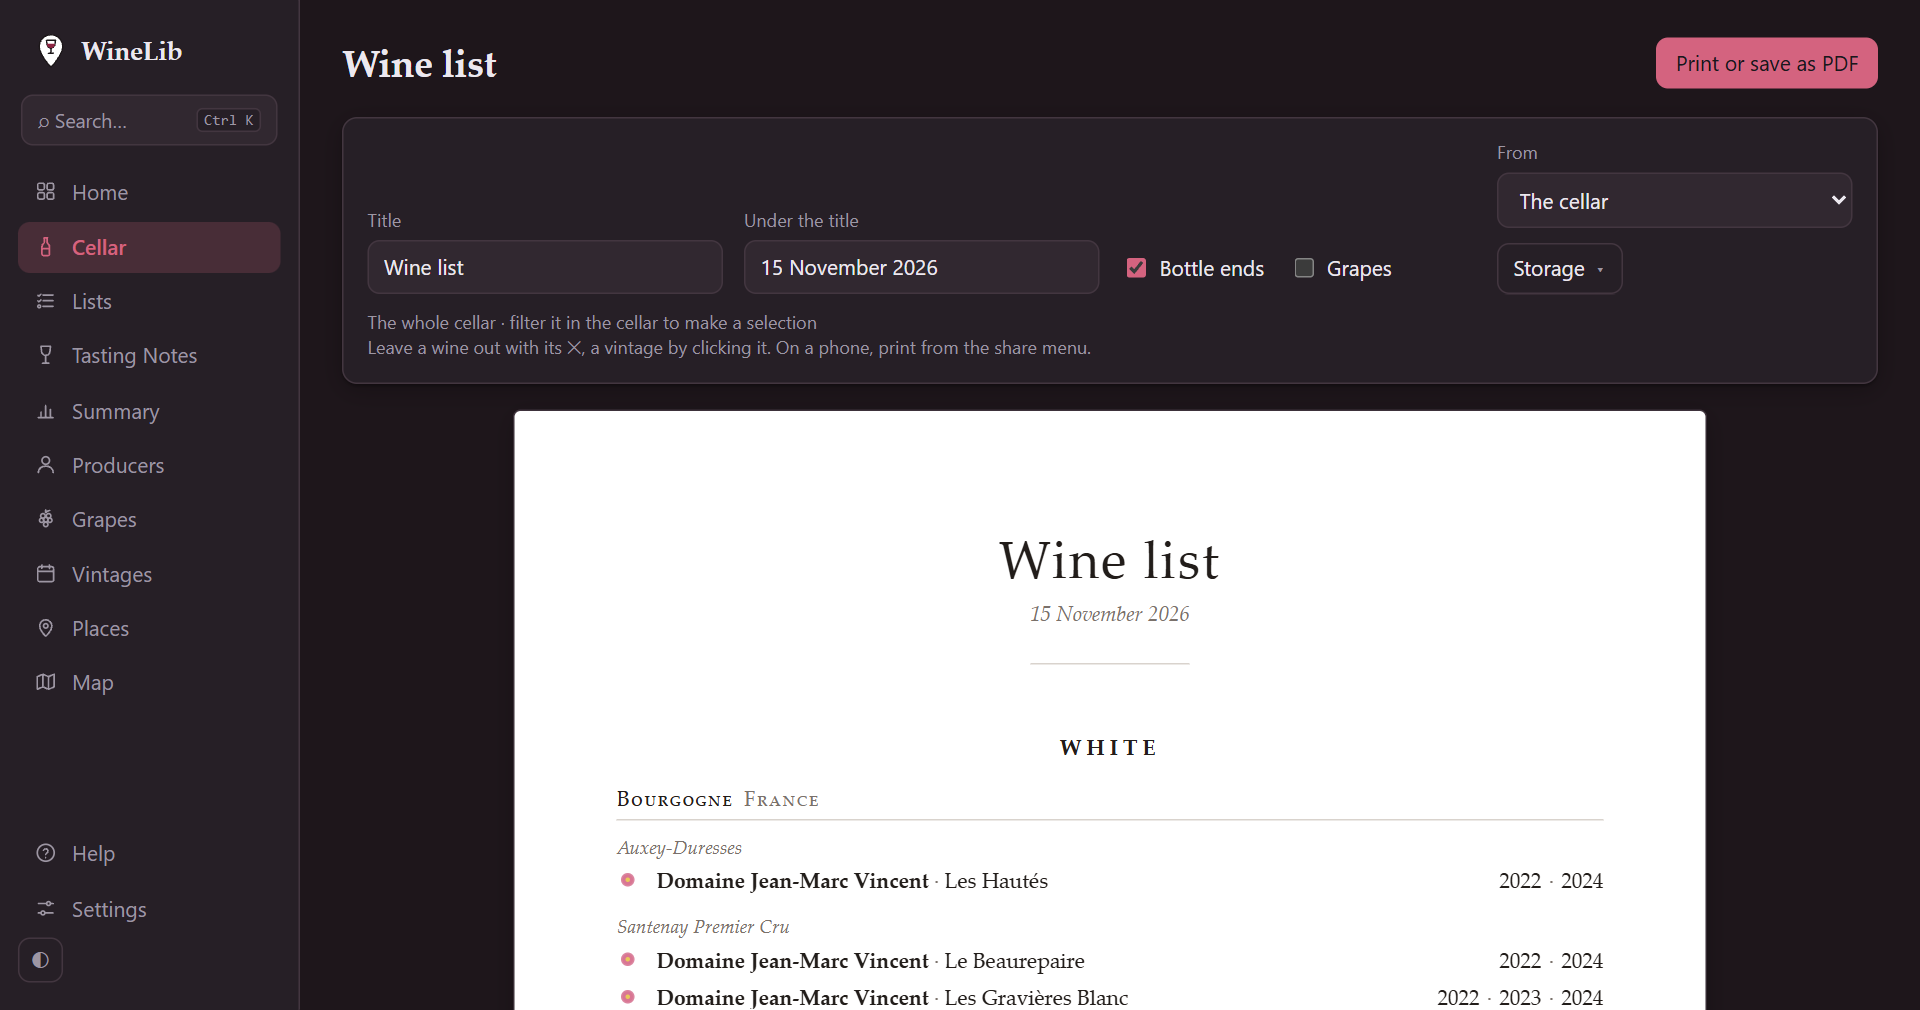 WineLib
Search...
Ctrl K
Home
Cellar
Lists
Tasting Notes
Summary
Producers
Grapes
Vintages
Places
Map
Help
Settings
Wine list
Print or save as PDF
Title
Wine list
Under the title
15 November 2026
Bottle ends
Grapes
From
The cellar
Storage
The whole cellar · filter it in the cellar to make a selection
Leave a wine out with its ✕, a vintage by clicking it. On a phone, print from the share menu.
Wine list
15 November 2026
WHITE
Bourgogne France
Auxey-Duresses
Domaine Jean-Marc Vincent · Les Hautés 2022 · 2024
Santenay Premier Cru
Domaine Jean-Marc Vincent · Le Beaurepaire 2022 · 2024
Domaine Jean-Marc Vincent · Les Gravières Blanc 2022 · 2023 · 2024